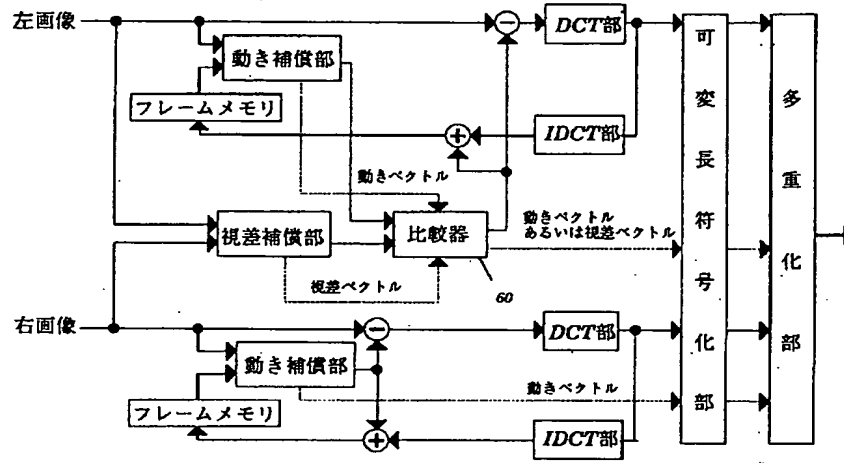 左画像
DCT部
動き補償部
フレームメモリ
IDCT部
動きベクトル
視差補償部
比較器
動きベクトル
あるいは視差ベクトル
視差ベクトル
60
右画像
DCT部
動き補償部
動きベクトル
フレームメモリ
IDCT部
可変長符号化部
多重化部